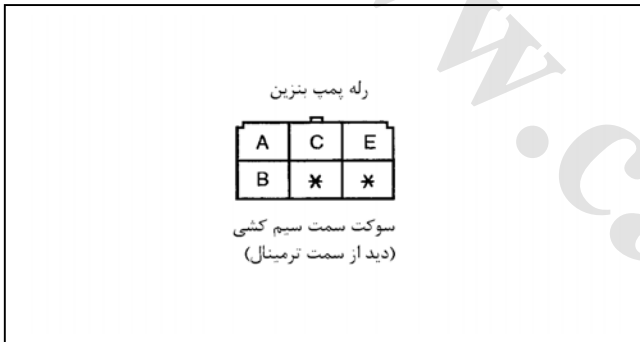 رله پمپ بنزین
A C E
B * *
سوکت سمت سیم کشی
(دید از سمت ترمینال)